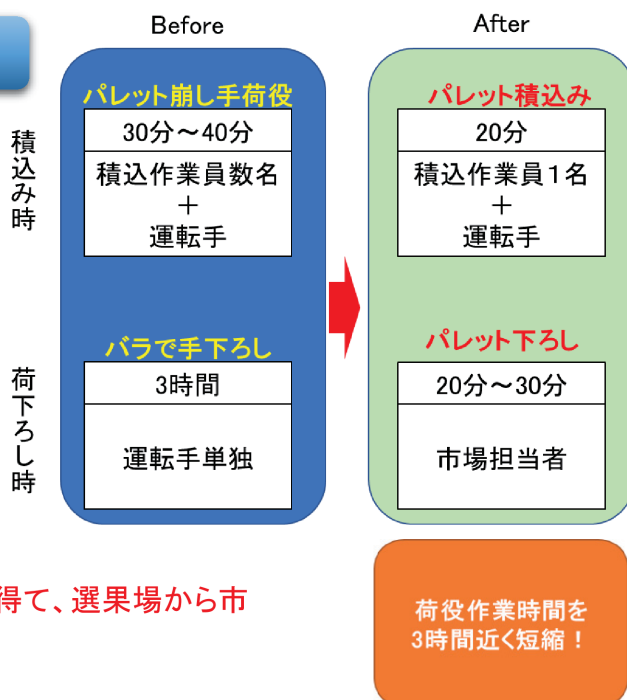 Before
After
積込み時
パレット崩し手荷役
30分～40分
積込作業員数名
＋
運転手
パレット積込み
20分
積込作業員１名
＋
運転手
荷下ろし時
バラで手下ろし
3時間
運転手単独
パレット下ろし
20分～30分
市場担当者
得て、選果場から市
荷役作業時間を
3時間近く短縮！